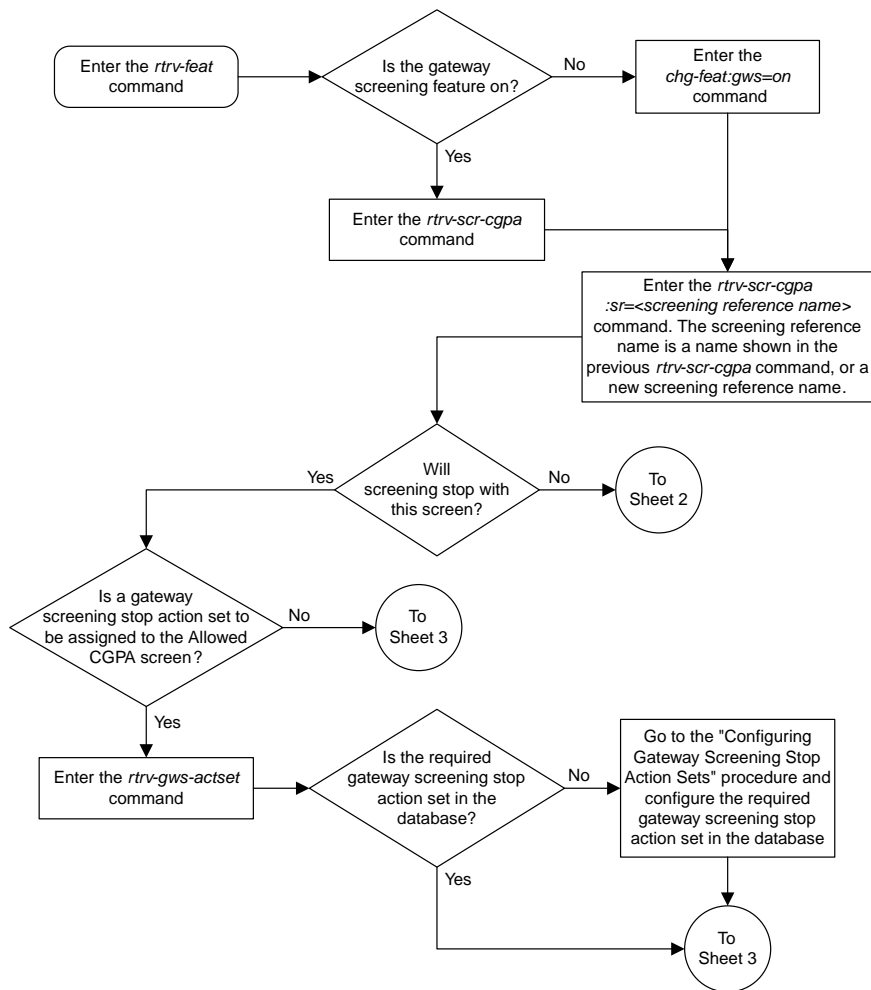 Enter the rtrv-feat
command
Is the gateway
screening feature on?
No
Enter the
chg-feat:gws=on
command
Yes
Enter the rtrv-scr-cgpa
command
Enter the rtrv-scr-cgpa
:sr=<screening reference name>
command. The screening reference
name is a name shown in the
previous rtrv-scr-cgpa command, or a
new screening reference name.
Yes
Will
screening stop with
this screen?
No
To
Sheet 2
Is a gateway
screening stop action set to
be assigned to the Allowed
CGPA screen?
No
To
Sheet 3
Yes
Enter the rtrv-gws-actset
command
Is the required
gateway screening stop
action set in the
database?
No
Go to the "Configuring
Gateway Screening Stop
Action Sets" procedure and
configure the required
gateway screening stop
action set in the database
Yes
To
Sheet 3